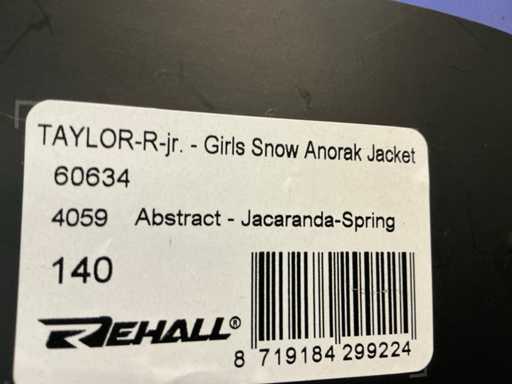 TAYLOR-R-jr. - Girls Snow Anorak Jacket
60634
4059 Abstract - Jacaranda-Spring
140
REHALL®
8 719184 299224